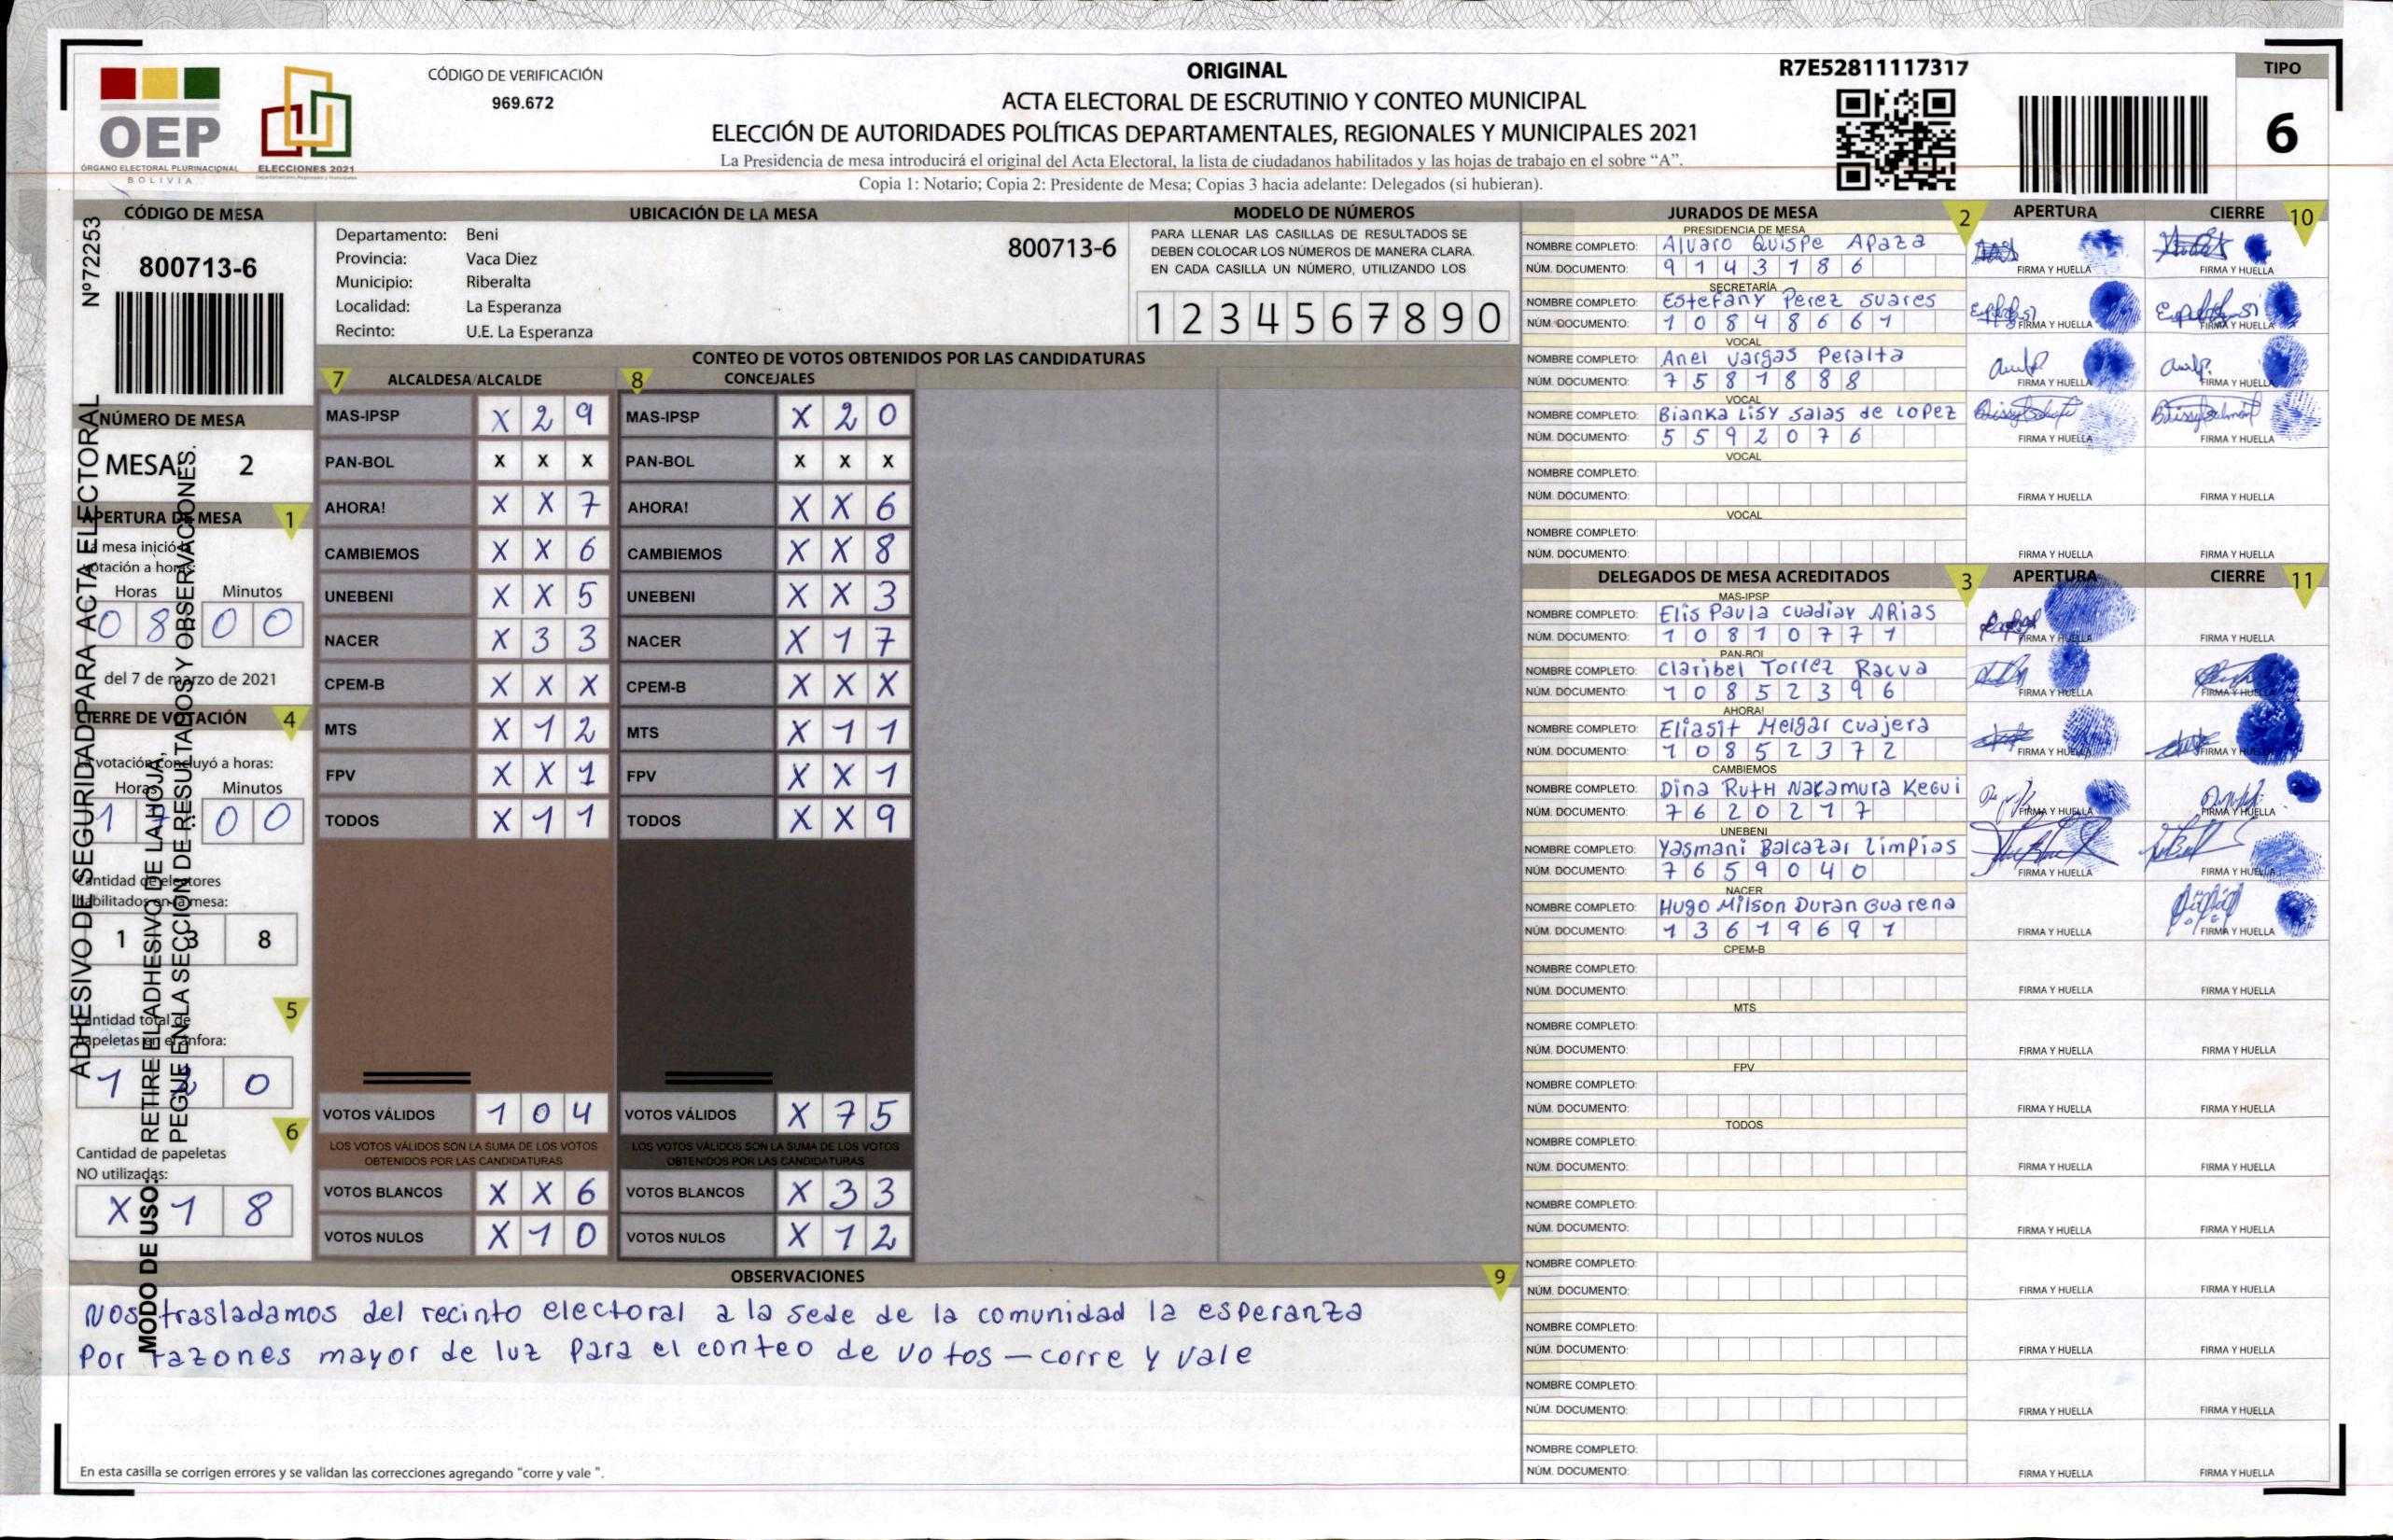 OEP
ÓRGANO ELECTORAL PLURINACIONAL
BOLIVIA
ELECCIONES 2021
CÓDIGO DE VERIFICACIÓN
969.672
ORIGINAL
ACTA ELECTORAL DE ESCRUTINIO Y CONTEO MUNICIPAL
ELECCIÓN DE AUTORIDADES POLÍTICAS DEPARTAMENTALES, REGIONALES Y MUNICIPALES 2021
La Presidencia de mesa introducirá el original del Acta Electoral, la lista de ciudadanos habilitados y las hojas de trabajo en el sobre “A”.
Copia 1: Notario; Copia 2: Presidente de Mesa; Copias 3 hacia adelante: Delegados (si hubieran).
R7E52811117317
TIPO
6
CÓDIGO DE MESA
N°72253
800713-6
NÚMERO DE MESA
MESA: 2
APERTURA DE MESA 1
La mesa inició la
votación a horas:
Horas Minutos
0 8 0 0
del 7 de marzo de 2021
CIERRE DE VOTACIÓN 4
La votación concluyó a horas:
Horas Minutos
1 7 0 0
Cantidad de electores
habilitados en la mesa:
1 3 8
5
Cantidad total de
papeletas en el ánfora:
1 2 0
6
Cantidad de papeletas
NO utilizadas:
X 1 8
ADHESIVO DE SEGURIDAD PARA ACTA ELECTORAL
MODO DE USO: RETIRE EL ADHESIVO DE LA HOJA,
PEGUE EN LA SECCIÓN DE RESULTADOS Y OBSERVACIONES.
UBICACIÓN DE LA MESA
Departamento: Beni
Provincia: Vaca Diez
Municipio: Riberalta
Localidad: La Esperanza
Recinto: U.E. La Esperanza
800713-6
MODELO DE NÚMEROS
PARA LLENAR LAS CASILLAS DE RESULTADOS SE
DEBEN COLOCAR LOS NÚMEROS DE MANERA CLARA.
EN CADA CASILLA UN NÚMERO, UTILIZANDO LOS
1 2 3 4 5 6 7 8 9 0
CONTEO DE VOTOS OBTENIDOS POR LAS CANDIDATURAS
7 ALCALDESA/ALCALDE 8 CONCEJALES
MAS-IPSP X 2 9 MAS-IPSP X 2 0
PAN-BOL X X X PAN-BOL X X X
AHORA! X X 7 AHORA! X X 6
CAMBIEMOS X X 6 CAMBIEMOS X X 8
UNEBENI X X 5 UNEBENI X X 3
NACER X 3 3 NACER X 1 7
CPEM-B X X X CPEM-B X X X
MTS X 1 2 MTS X 1 1
FPV X X 1 FPV X X 1
TODOS X 1 1 TODOS X X 9
VOTOS VÁLIDOS 1 0 4 VOTOS VÁLIDOS X 7 5
LOS VOTOS VÁLIDOS SON LA SUMA DE LOS VOTOS LOS VOTOS VÁLIDOS SON LA SUMA DE LOS VOTOS
OBTENIDOS POR LAS CANDIDATURAS OBTENIDOS POR LAS CANDIDATURAS
VOTOS BLANCOS X X 6 VOTOS BLANCOS X 3 3
VOTOS NULOS X 1 0 VOTOS NULOS X 1 2
OBSERVACIONES 9
Nos trasladamos del recinto electoral a la sede de la comunidad la esperanza
Por razones mayor de luz para el conteo de votos – corre y vale
En esta casilla se corrigen errores y se validan las correcciones agregando "corre y vale ".
JURADOS DE MESA 2 APERTURA CIERRE 10
PRESIDENCIA DE MESA
NOMBRE COMPLETO: Alvaro Quispe Apaza
NÚM. DOCUMENTO: 9 1 4 3 1 8 6 FIRMA Y HUELLA FIRMA Y HUELLA
SECRETARÍA
NOMBRE COMPLETO: Estefany Perez suares
NÚM. DOCUMENTO: 1 0 8 4 8 6 6 1 FIRMA Y HUELLA FIRMA Y HUELLA
VOCAL
NOMBRE COMPLETO: Anel vargas Peralta
NÚM. DOCUMENTO: 7 5 8 1 8 8 8 FIRMA Y HUELLA FIRMA Y HUELLA
VOCAL
NOMBRE COMPLETO: Bianka Lisy salas de Lopez
NÚM. DOCUMENTO: 5 5 9 2 0 7 6 FIRMA Y HUELLA FIRMA Y HUELLA
VOCAL
NOMBRE COMPLETO:
NÚM. DOCUMENTO: FIRMA Y HUELLA FIRMA Y HUELLA
VOCAL
NOMBRE COMPLETO:
NÚM. DOCUMENTO: FIRMA Y HUELLA FIRMA Y HUELLA
DELEGADOS DE MESA ACREDITADOS 3 APERTURA CIERRE 11
MAS-IPSP
NOMBRE COMPLETO: Elis Paula cuadiay ARias
NÚM. DOCUMENTO: 1 0 8 1 0 7 7 1 FIRMA Y HUELLA FIRMA Y HUELLA
PAN-BOL
NOMBRE COMPLETO: Claribel Torrez Racua
NÚM. DOCUMENTO: 1 0 8 5 2 3 9 6 FIRMA Y HUELLA FIRMA Y HUELLA
AHORA!
NOMBRE COMPLETO: Eliasit Melgar cuajera
NÚM. DOCUMENTO: 1 0 8 5 2 3 7 2 FIRMA Y HUELLA FIRMA Y HUELLA
CAMBIEMOS
NOMBRE COMPLETO: Dina Ruth Nakamura Kegui
NÚM. DOCUMENTO: 7 6 2 0 2 1 7 FIRMA Y HUELLA FIRMA Y HUELLA
UNEBENI
NOMBRE COMPLETO: Yasmani Balcazar Limpias
NÚM. DOCUMENTO: 7 6 5 9 0 4 0 FIRMA Y HUELLA FIRMA Y HUELLA
NACER
NOMBRE COMPLETO: Hugo Milson Duran Guarena
NÚM. DOCUMENTO: 1 3 6 1 9 6 9 1 FIRMA Y HUELLA FIRMA Y HUELLA
CPEM-B
NOMBRE COMPLETO:
NÚM. DOCUMENTO: FIRMA Y HUELLA FIRMA Y HUELLA
MTS
NOMBRE COMPLETO:
NÚM. DOCUMENTO: FIRMA Y HUELLA FIRMA Y HUELLA
FPV
NOMBRE COMPLETO:
NÚM. DOCUMENTO: FIRMA Y HUELLA FIRMA Y HUELLA
TODOS
NOMBRE COMPLETO:
NÚM. DOCUMENTO: FIRMA Y HUELLA FIRMA Y HUELLA
NOMBRE COMPLETO:
NÚM. DOCUMENTO: FIRMA Y HUELLA FIRMA Y HUELLA
NOMBRE COMPLETO:
NÚM. DOCUMENTO: FIRMA Y HUELLA FIRMA Y HUELLA
NOMBRE COMPLETO:
NÚM. DOCUMENTO: FIRMA Y HUELLA FIRMA Y HUELLA
NOMBRE COMPLETO:
NÚM. DOCUMENTO: FIRMA Y HUELLA FIRMA Y HUELLA
NOMBRE COMPLETO:
NÚM. DOCUMENTO: FIRMA Y HUELLA FIRMA Y HUELLA